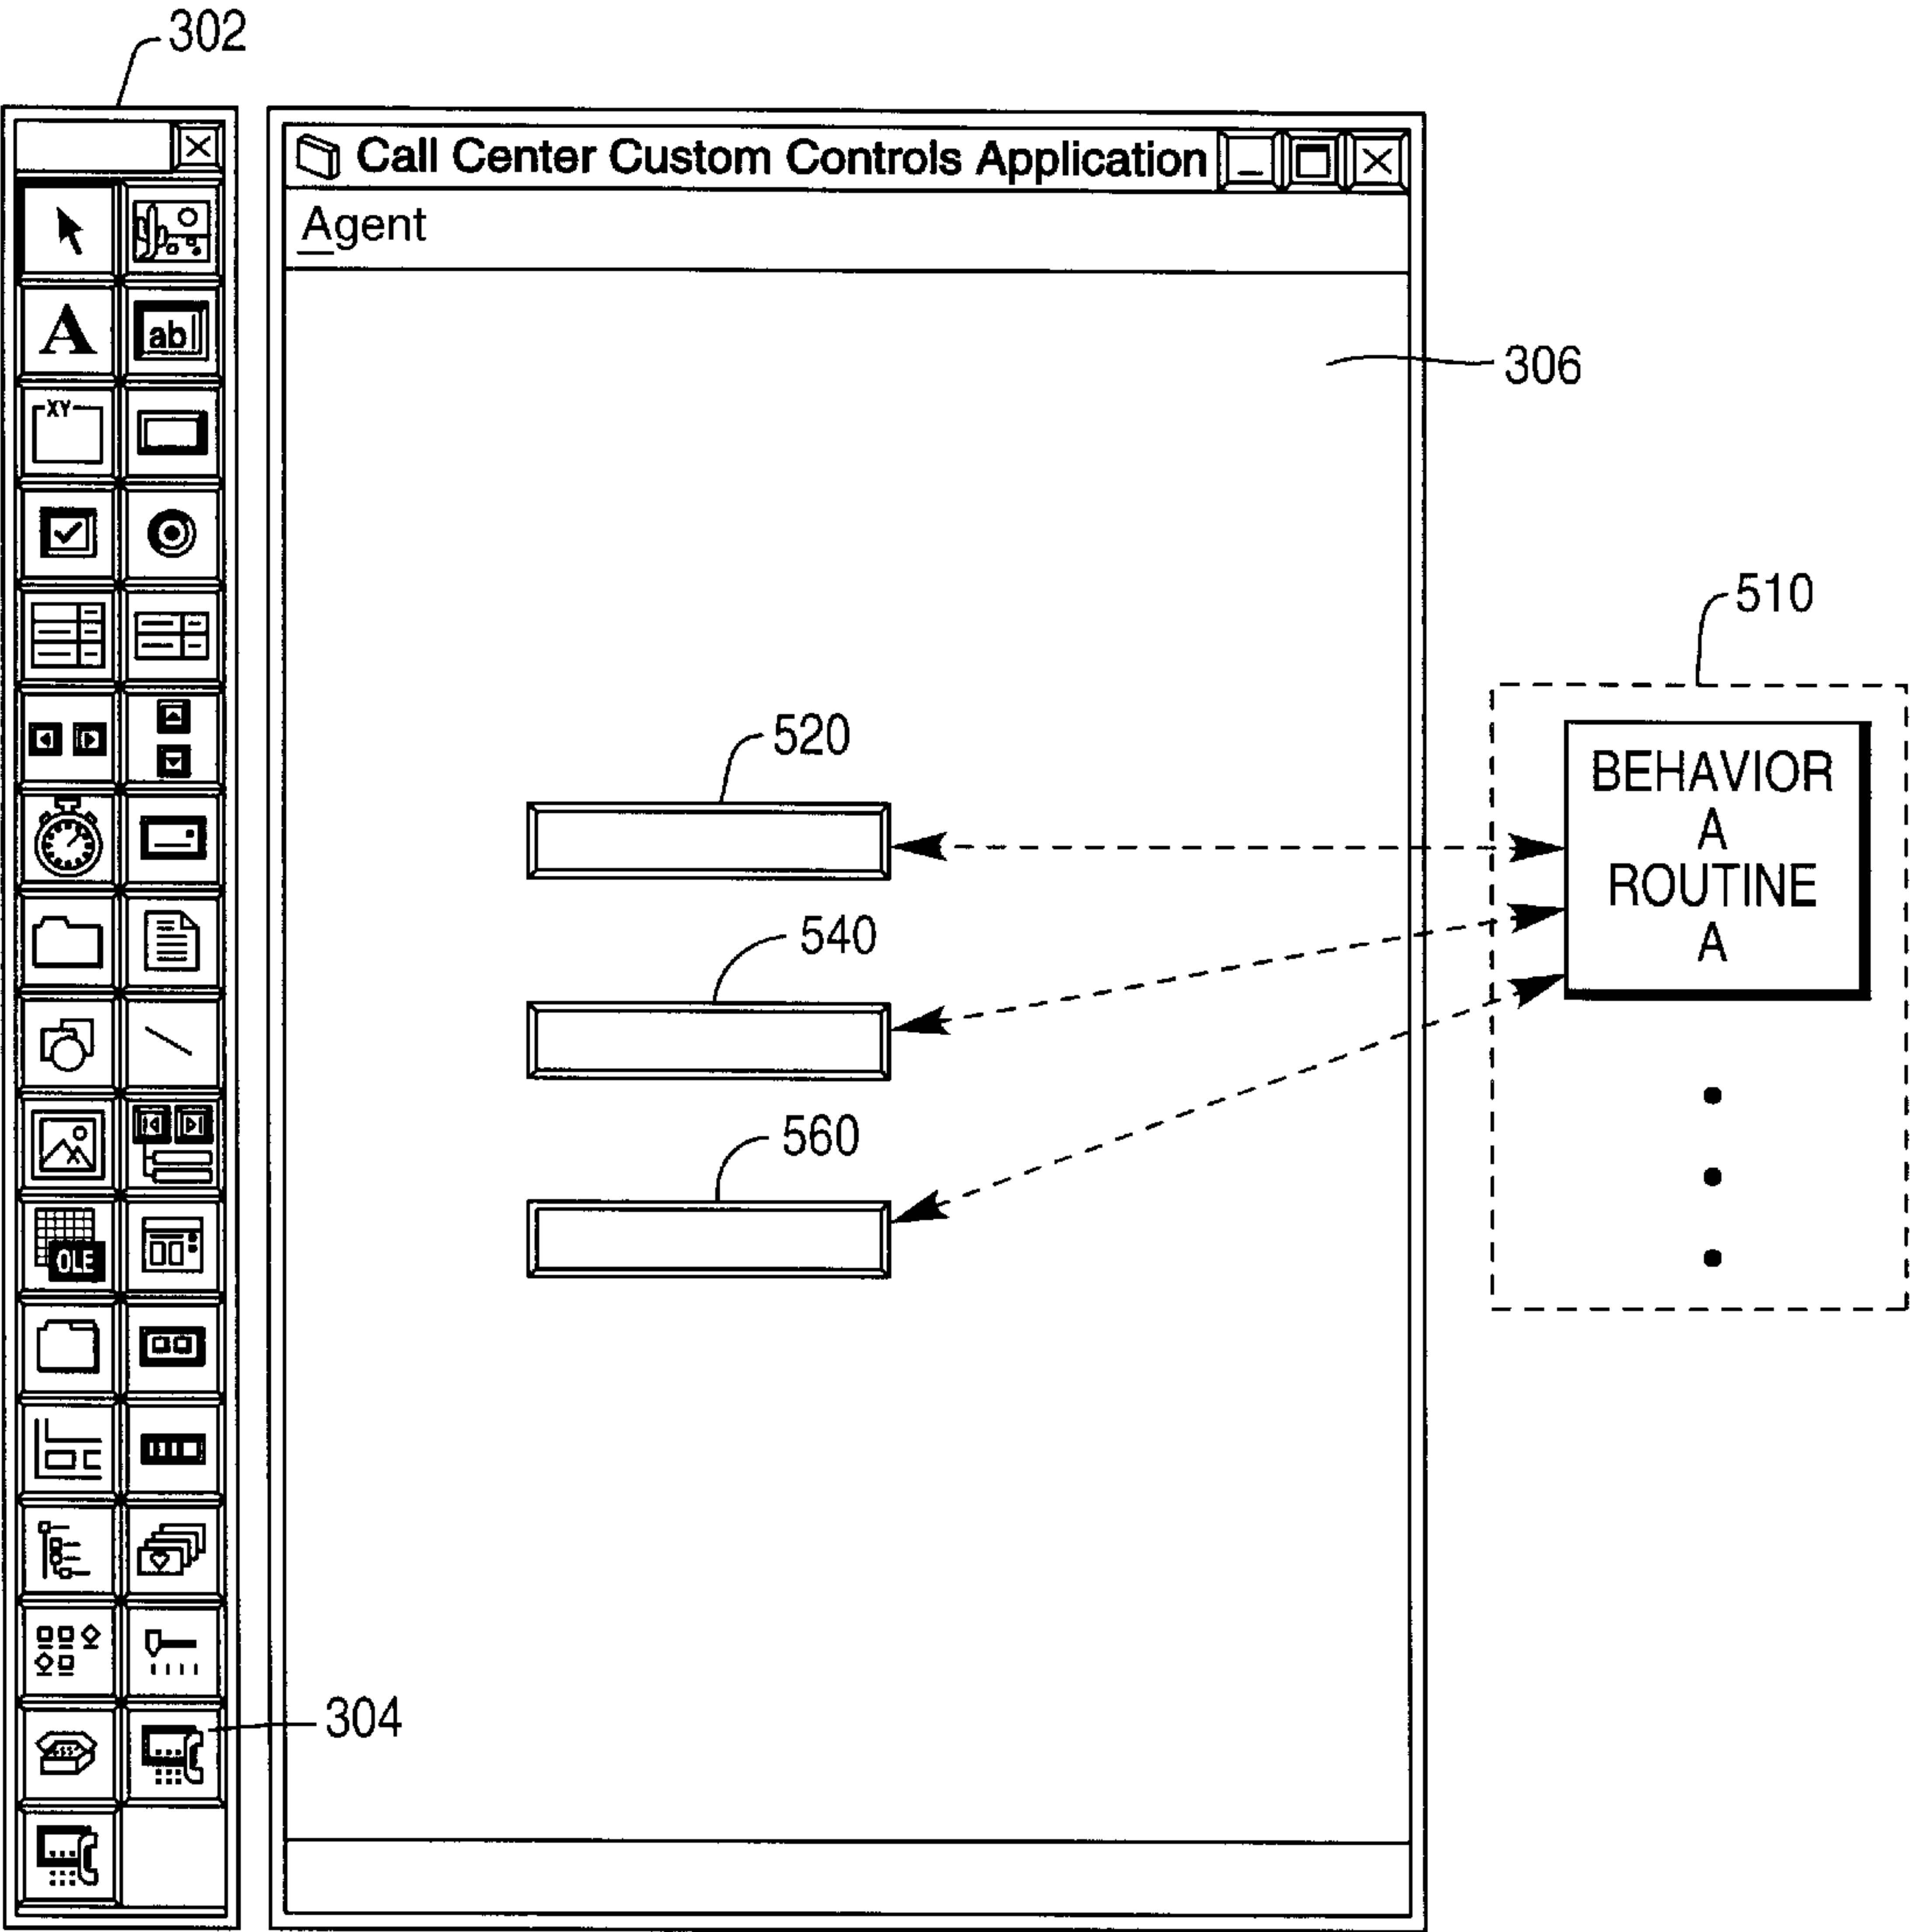 302
Call Center Custom Controls Application
Agent
A
ab
XY
306
510
520
BEHAVIOR
A
ROUTINE
A
540
560
OLE
304